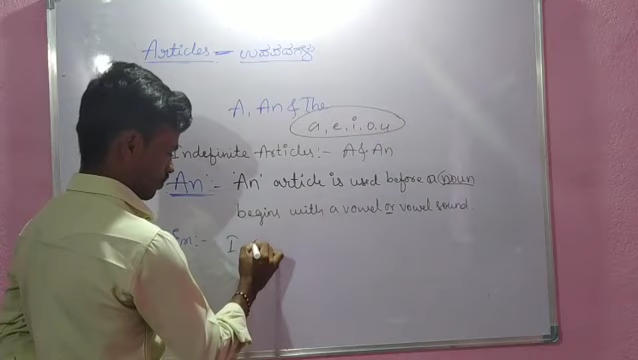 Articles - ಉಪಪದಗಳು
A, An & The
a, e, i, o, u
Indefinite Articles:- A & An
An:- 'An' article is used before a noun
begins with a vowel or vowel sound.
I